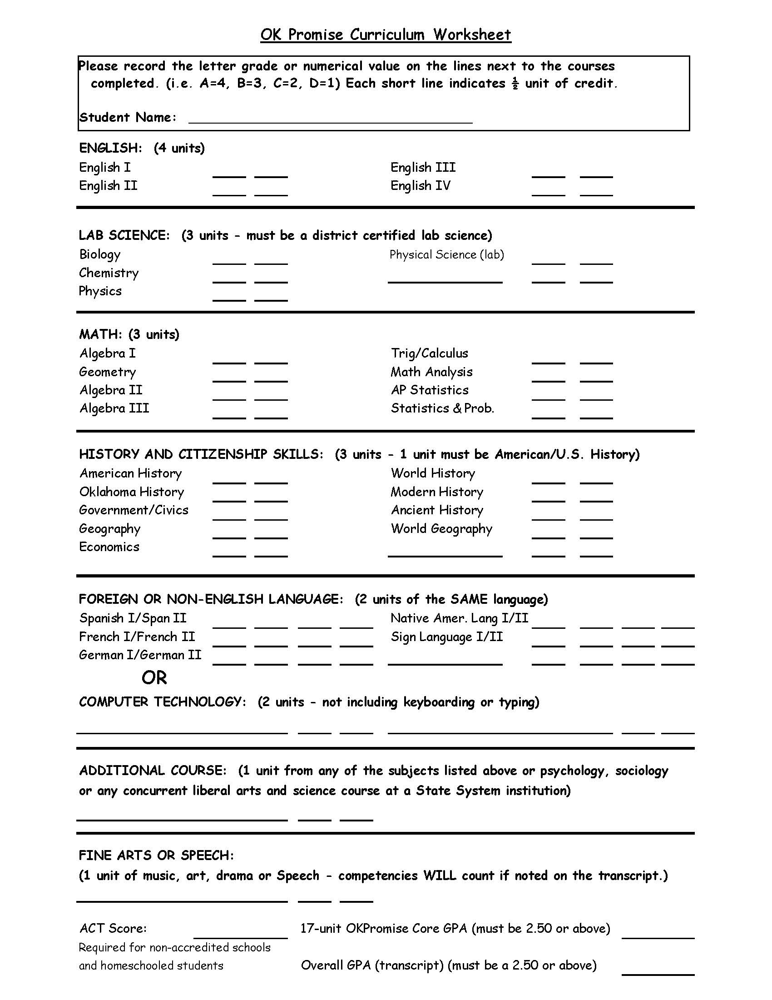 OK Promise Curriculum Worksheet
Please record the letter grade or numerical value on the lines next to the courses
completed. (i.e. A=4, B=3, C=2, D=1) Each short line indicates ½ unit of credit.
Student Name:
ENGLISH: (4 units)
English I English III
English II English IV
LAB SCIENCE: (3 units - must be a district certified lab science)
Biology Physical Science (lab)
Chemistry
Physics
MATH: (3 units)
Algebra I Trig/Calculus
Geometry Math Analysis
Algebra II AP Statistics
Algebra III Statistics & Prob.
HISTORY AND CITIZENSHIP SKILLS: (3 units - 1 unit must be American/U.S. History)
American History World History
Oklahoma History Modern History
Government/Civics Ancient History
Geography World Geography
Economics
FOREIGN OR NON-ENGLISH LANGUAGE: (2 units of the SAME language)
Spanish I/Span II Native Amer. Lang I/II
French I/French II Sign Language I/II
German I/German II
OR
COMPUTER TECHNOLOGY: (2 units - not including keyboarding or typing)
ADDITIONAL COURSE: (1 unit from any of the subjects listed above or psychology, sociology
or any concurrent liberal arts and science course at a State System institution)
FINE ARTS OR SPEECH:
(1 unit of music, art, drama or Speech - competencies WILL count if noted on the transcript.)
ACT Score: 17-unit OKPromise Core GPA (must be 2.50 or above)
Required for non-accredited schools
and homeschooled students Overall GPA (transcript) (must be a 2.50 or above)